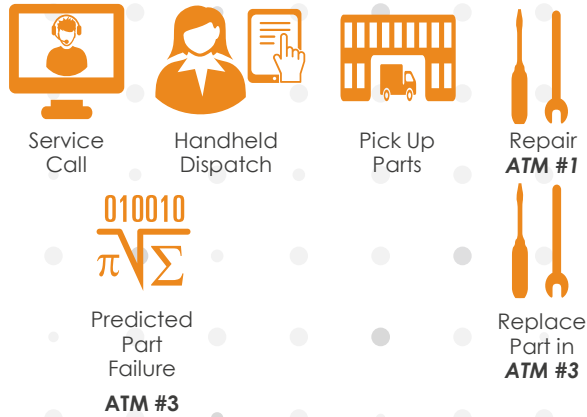 Service
Call
Handheld
Dispatch
Pick Up
Parts
Repair
ATM #1
010010
π√Σ
Predicted
Part
Failure
ATM #3
Replace
Part in
ATM #3